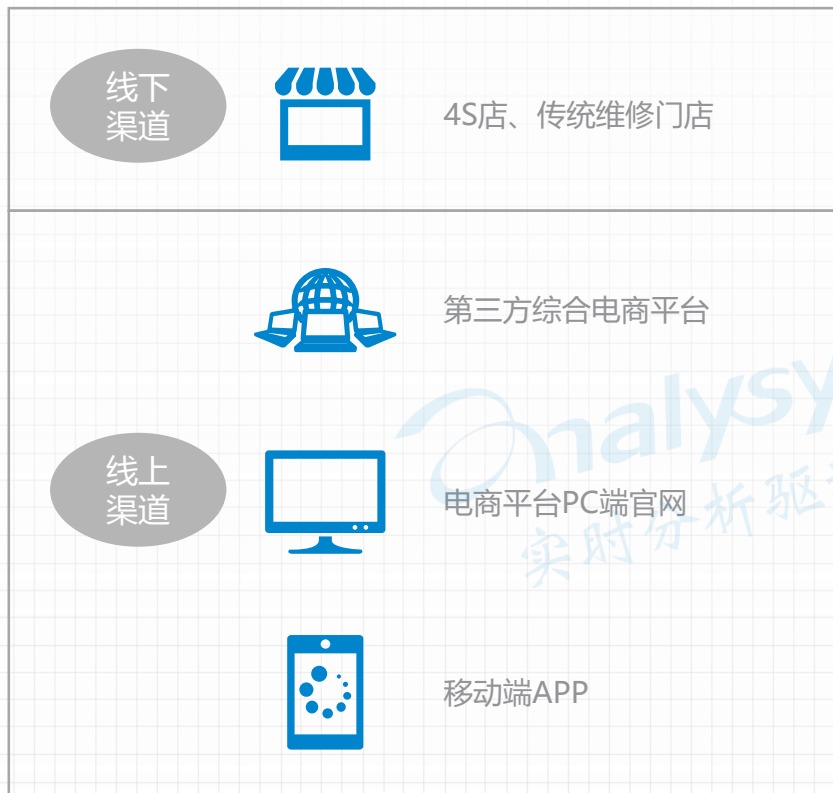 线下
渠道
4S店、传统维修门店
第三方综合电商平台
线上
渠道
电商平台PC端官网
移动端APP
nalysy
实时分析驱